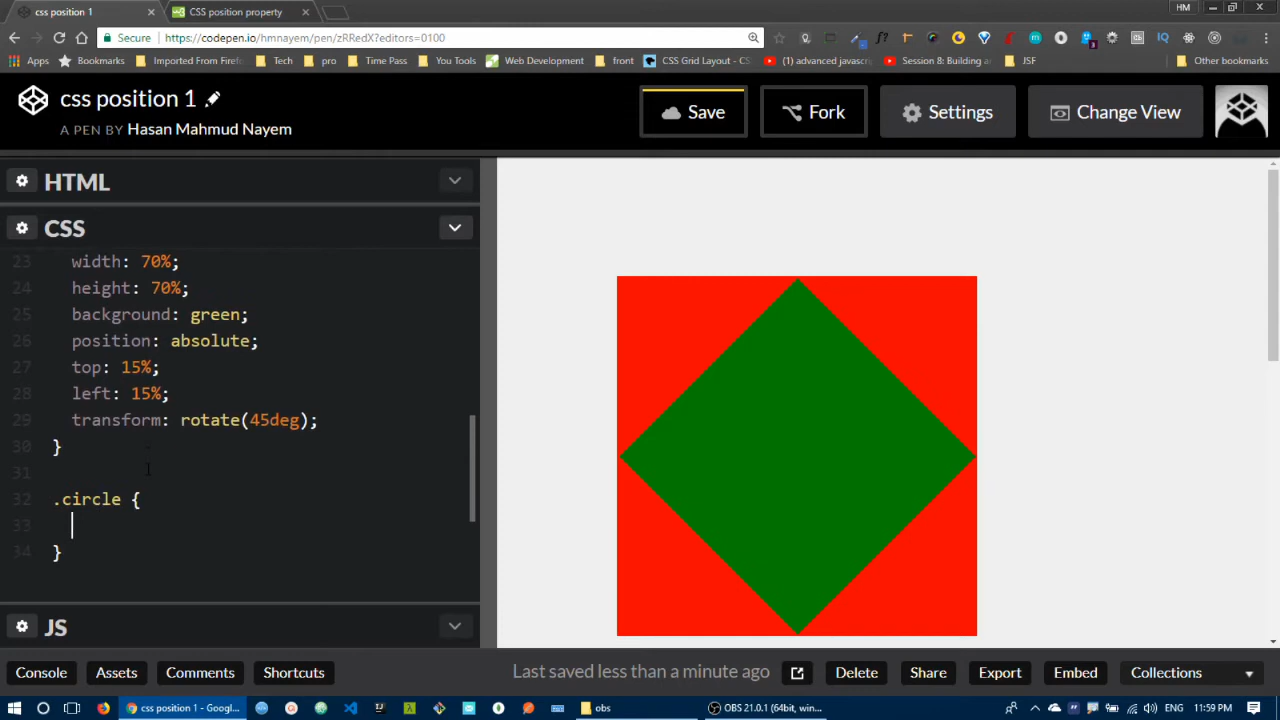 css position 1
CSS position property
HM
Secure
https://codepen.io/hmnayem/pen/zRRedX?editors=0100
Apps
Bookmarks
Imported From Firef
Tech
pro
Time Pass
You Tools
Web Development
front
CSS Grid Layout - CS
(1) advanced javascr
Session 8: Building a
JSF
Other bookmarks
css position 1
A PEN BY Hasan Mahmud Nayem
Save
Fork
Settings
Change View
HTML
CSS
23 width: 70%;
24 height: 70%;
25 background: green;
26 position: absolute;
27 top: 15%;
28 left: 15%;
29 transform: rotate(45deg);
30 }
31
32 .circle {
33
34 }
JS
Console
Assets
Comments
Shortcuts
Last saved less than a minute ago
Delete
Share
Export
Embed
Collections
css position 1 - Googl...
obs
OBS 21.0.1 (64bit, win...
ENG
11:59 PM